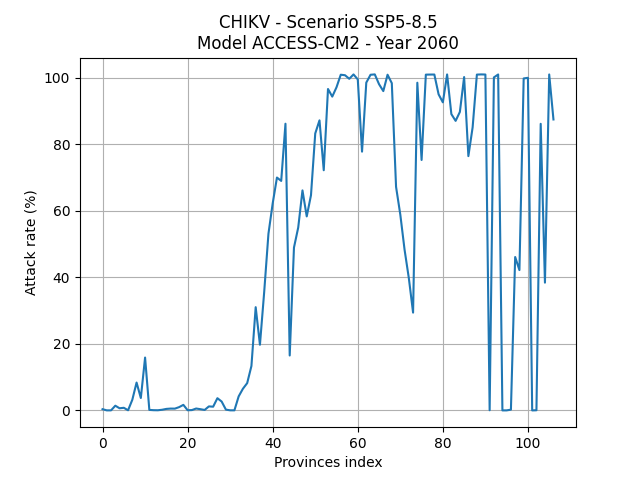 CHIKV - Scenario SSP5-8.5
Model ACCESS-CM2 - Year 2060
100
80
60
40
20
0
Attack rate (%)
0 20 40 60 80 100
Provinces index